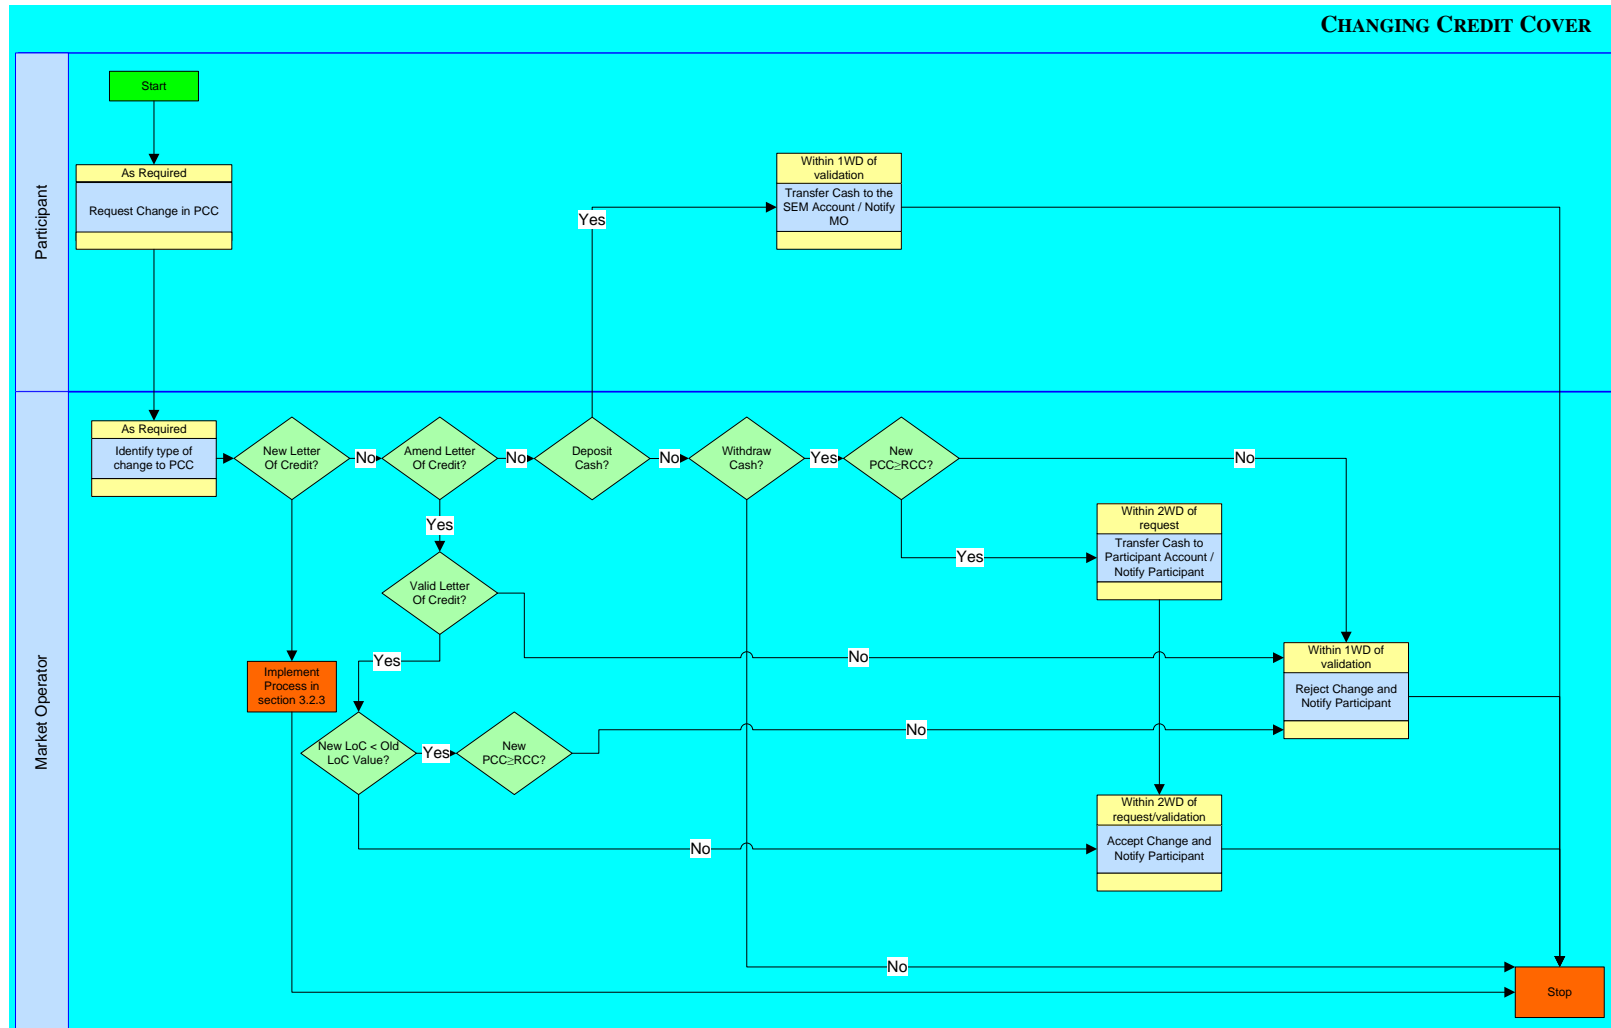 CHANGING CREDIT COVER
Participant
Start
As Required
Request Change in PCC
Within 1WD of
validation
Transfer Cash to the
SEM Account / Notify
MO
Yes
Market Operator
As Required
Identify type of
change to PCC
New Letter
Of Credit?
No
Amend Letter
Of Credit?
No
Deposit
Cash?
No
Withdraw
Cash?
Yes
New
PCC≥RCC?
No
Yes
Within 2WD of
request
Transfer Cash to
Participant Account /
Notify Participant
Yes
Valid Letter
Of Credit?
No
Yes
Implement
Process in
section 3.2.3
Within 1WD of
validation
Reject Change and
Notify Participant
New LoC < Old
LoC Value?
Yes
New
PCC≥RCC?
No
Within 2WD of
request/validation
Accept Change and
Notify Participant
No
No
Stop